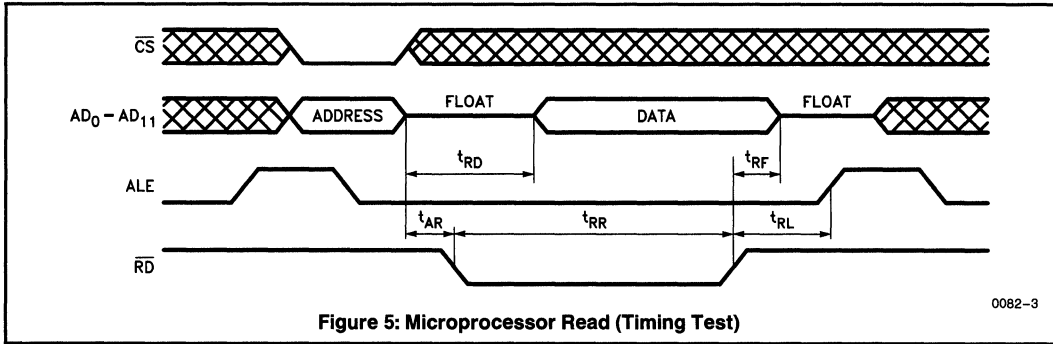 CS
AD0 – AD11
ADDRESS
FLOAT
DATA
FLOAT
tRD
tRF
ALE
tAR
tRR
tRL
RD
0082–3
Figure 5: Microprocessor Read (Timing Test)